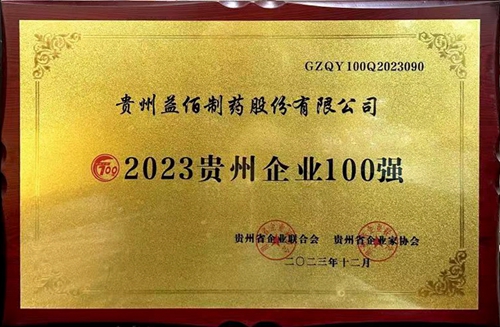 GZQY100Q2023090
贵州益佰制药股份有限公司
100 2023贵州企业100强
贵州省企业联合会 贵州省企业家协会
二〇二三年十二月